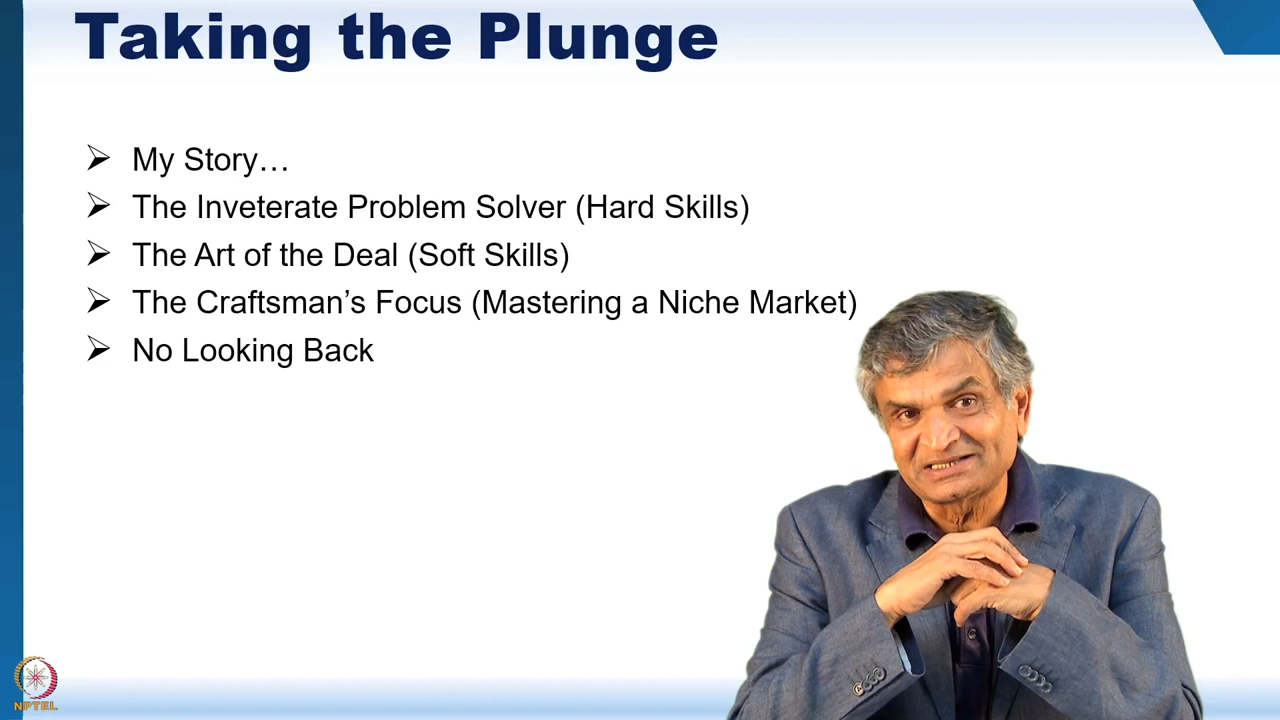 Taking the Plunge
My Story…
The Inveterate Problem Solver (Hard Skills)
The Art of the Deal (Soft Skills)
The Craftsman’s Focus (Mastering a Niche Market)
No Looking Back
NPTEL